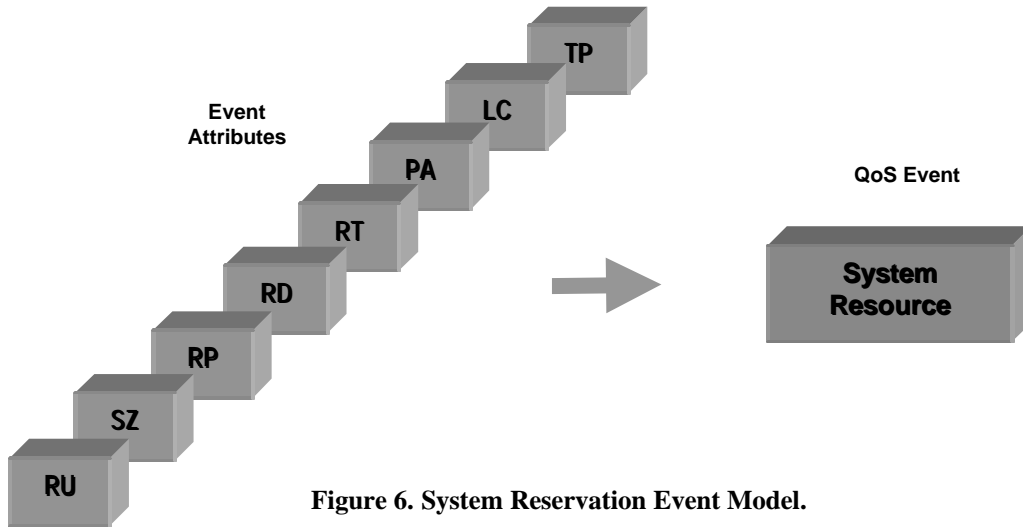 TP
LC
Event
Attributes
PA
QoS Event
RT
System
Resource
RD
RP
SZ
RU
Figure 6. System Reservation Event Model.